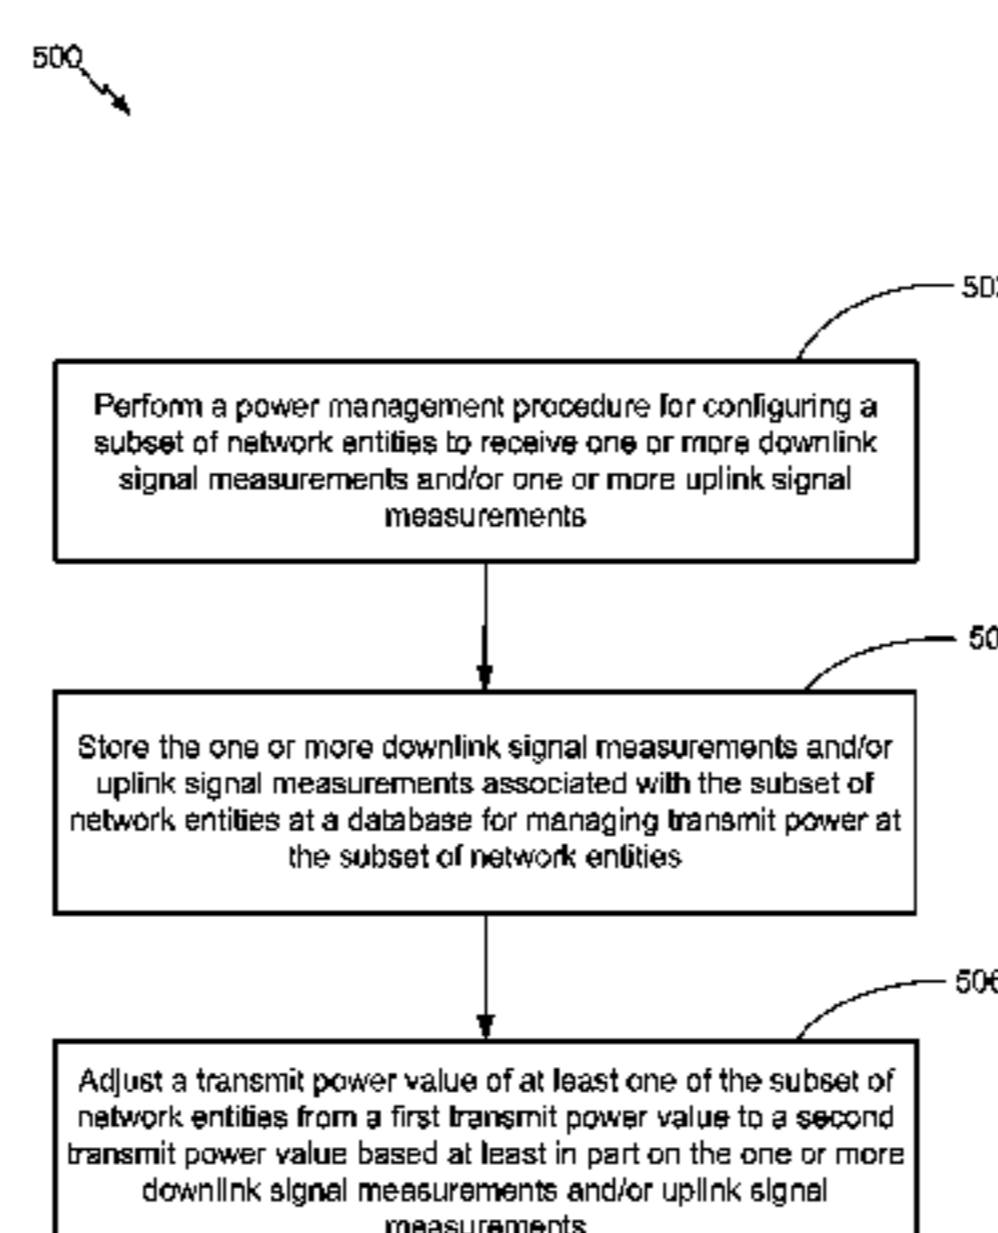 500
Perform a power management procedure for configuring a
subset of network entities to receive one or more downlink
signal measurements and/or one or more uplink signal
measurements
Store the one or more downlink signal measurements and/or
uplink signal measurements associated with the subset of
network entities at a database for managing transmit power at
the subset of network entities
506
Adjust a transmit power value of at least one of the subset of
network entities from a first transmit power value to a second
transmit power value based at least in part on the one or more
downlink signal measurements and/or uplink signal
measurements